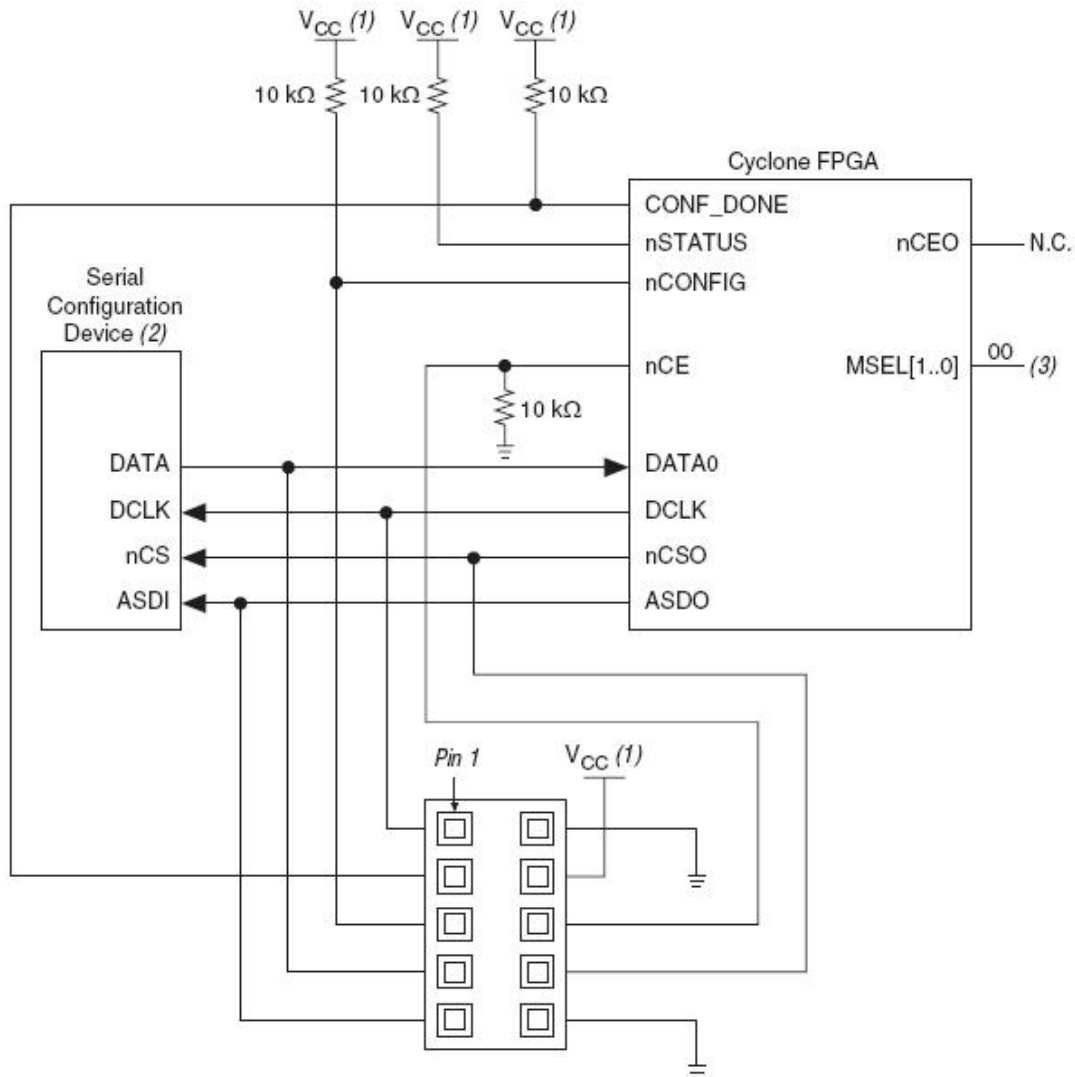 VCC (1) VCC (1) VCC (1)
10 kΩ 10 kΩ 10 kΩ
Cyclone FPGA
CONF_DONE
nSTATUS nCEO N.C.
nCONFIG
Serial
Configuration
Device (2)
nCE MSEL[1..0] 00 (3)
10 kΩ
DATA DATA0
DCLK DCLK
nCS nCSO
ASDI ASDO
Pin 1 VCC (1)